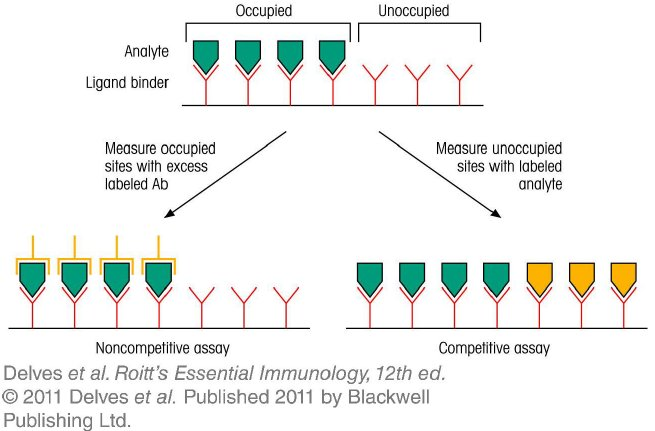 Occupied
Unoccupied
Analyte
Ligand binder
Measure occupied
sites with excess
labeled Ab
Measure unoccupied
sites with labeled
analyte
Noncompetitive assay
Competitive assay
Delves et al. Roitt's Essential Immunology, 12th ed.
© 2011 Delves et al. Published 2011 by Blackwell
Publishing Ltd.